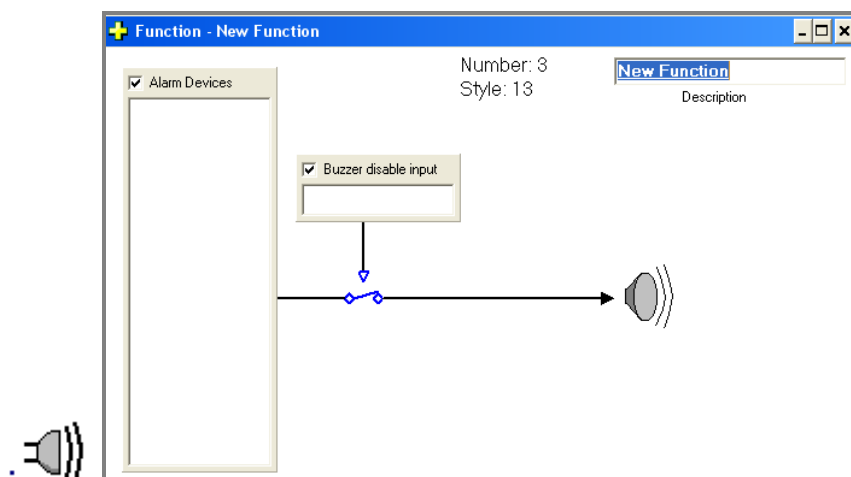 Function - New Function
Alarm Devices
Number: 3
Style: 13
New Function
Description
Buzzer disable input